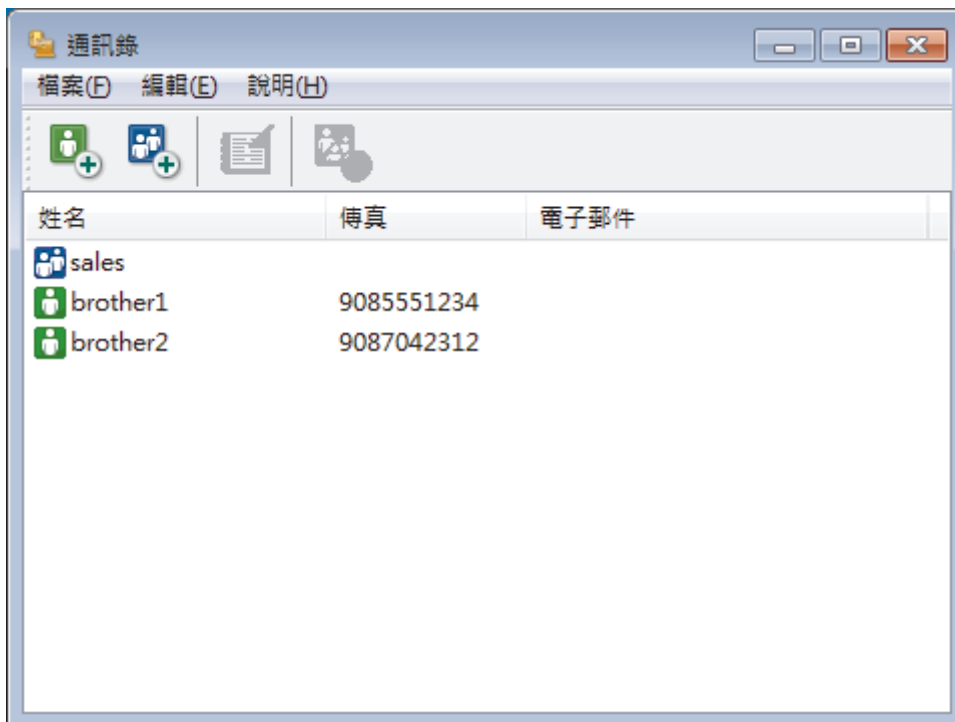 通訊錄
檔案(F) 編輯(E) 說明(H)
姓名 傳真 電子郵件
sales
brother1 9085551234
brother2 9087042312